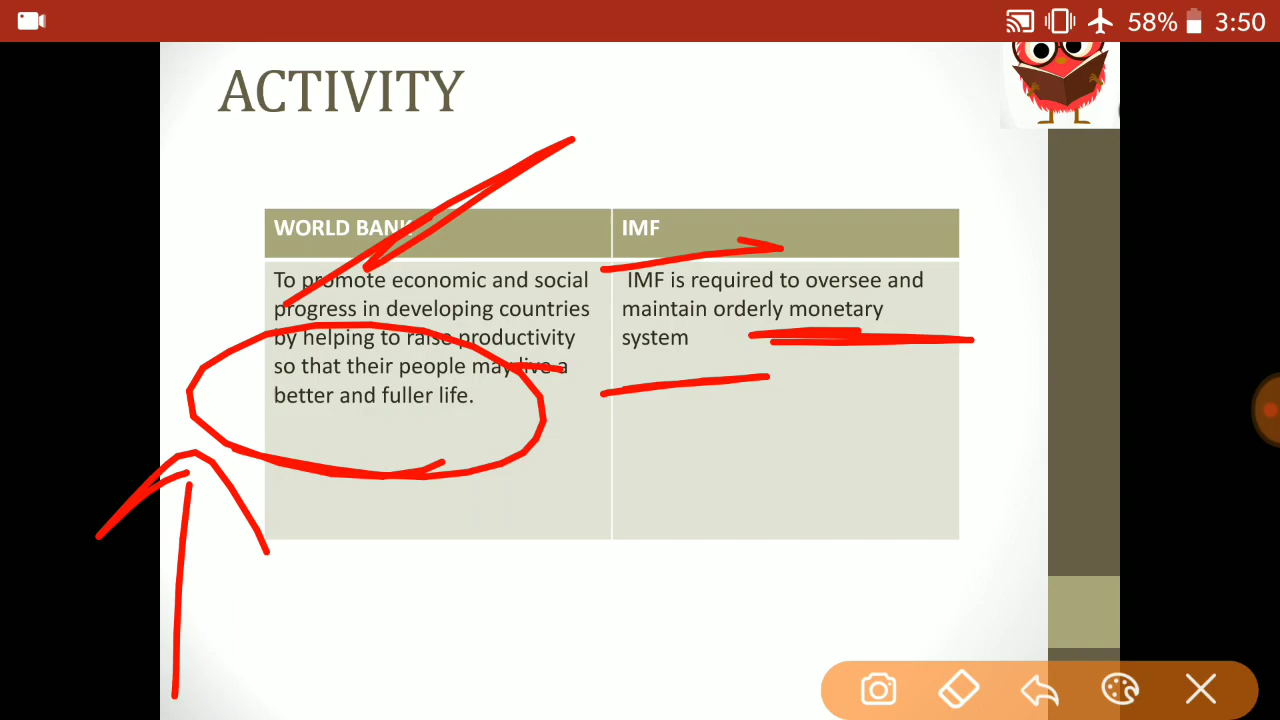 58% 3:50
ACTIVITY
WORLD BANK
IMF
To promote economic and social
progress in developing countries
by helping to raise productivity
so that their people may live a
better and fuller life.
IMF is required to oversee and
maintain orderly monetary
system